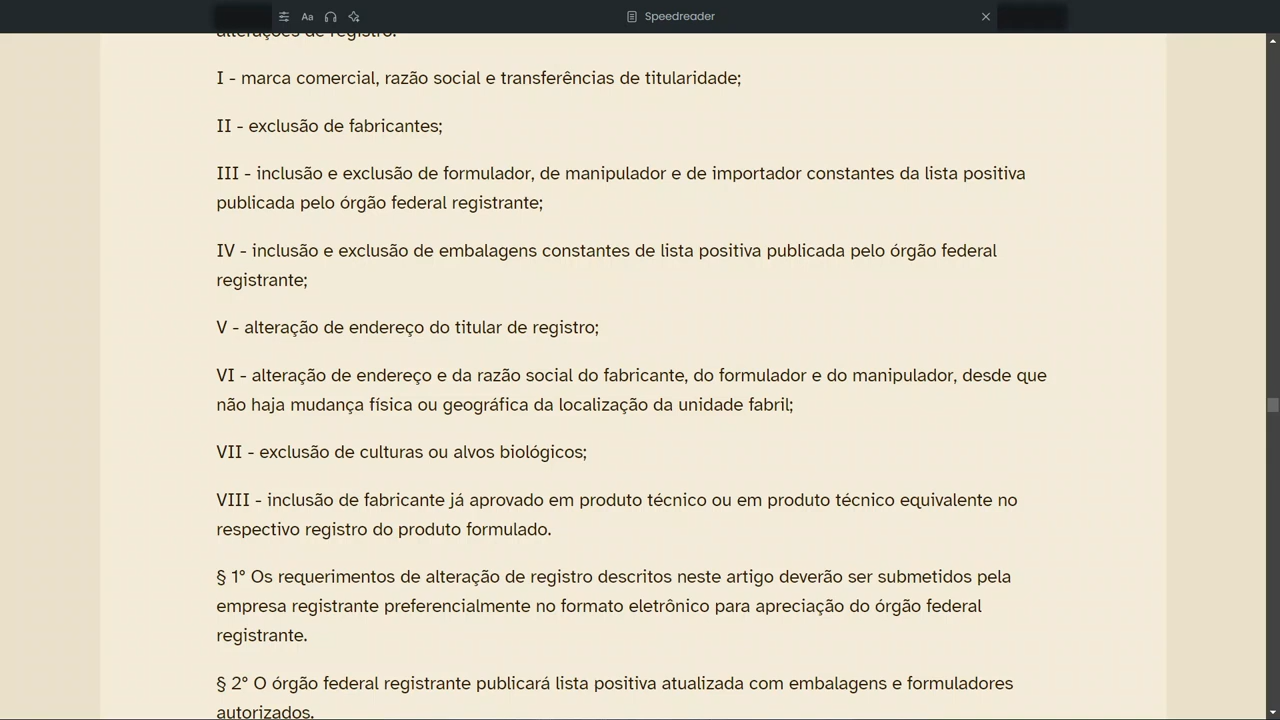 Aa
Speedreader
alterações de registro:
I - marca comercial, razão social e transferências de titularidade;
II - exclusão de fabricantes;
III - inclusão e exclusão de formulador, de manipulador e de importador constantes da lista positiva
publicada pelo órgão federal registrante;
IV - inclusão e exclusão de embalagens constantes de lista positiva publicada pelo órgão federal
registrante;
V - alteração de endereço do titular de registro;
VI - alteração de endereço e da razão social do fabricante, do formulador e do manipulador, desde que
não haja mudança física ou geográfica da localização da unidade fabril;
VII - exclusão de culturas ou alvos biológicos;
VIII - inclusão de fabricante já aprovado em produto técnico ou em produto técnico equivalente no
respectivo registro do produto formulado.
§ 1° Os requerimentos de alteração de registro descritos neste artigo deverão ser submetidos pela
empresa registrante preferencialmente no formato eletrônico para apreciação do órgão federal
registrante.
§ 2° O órgão federal registrante publicará lista positiva atualizada com embalagens e formuladores
autorizados.